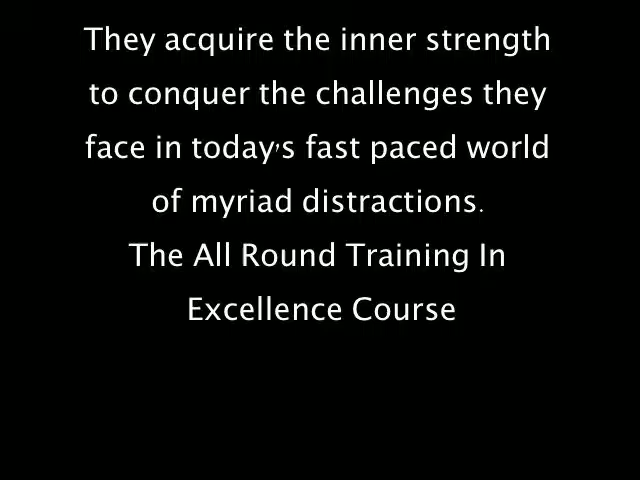 They acquire the inner strength
to conquer the challenges they
face in today's fast paced world
of myriad distractions.
The All Round Training In
Excellence Course